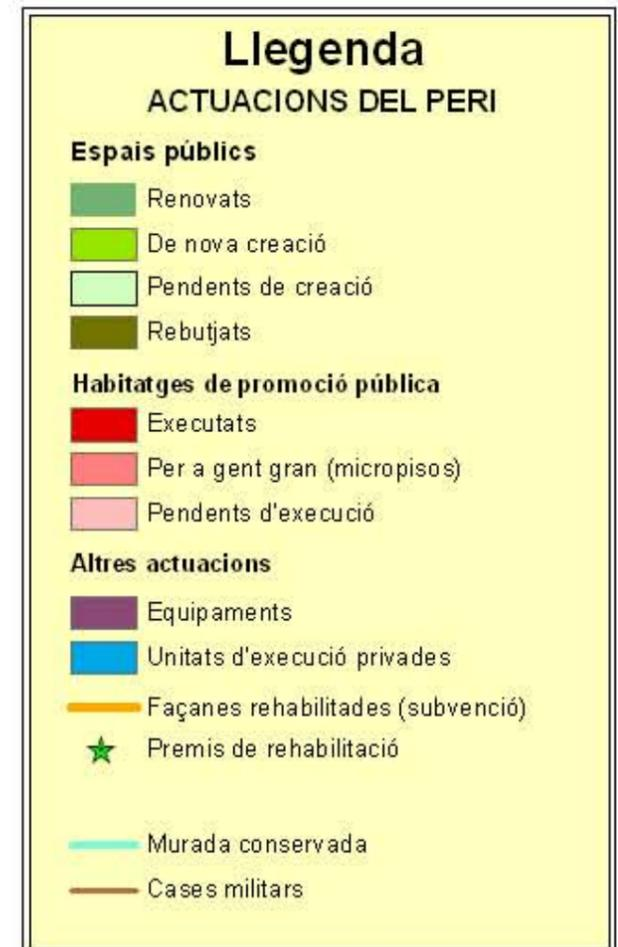 Llegenda
ACTUACIONS DEL PERI
Espais públics
Renovats
De nova creació
Pendents de creació
Rebutjats
Habitatges de promoció pública
Executats
Per a gent gran (micropisos)
Pendents d'execució
Altres actuacions
Equipaments
Unitats d'execució privades
Façanes rehabilitades (subvenció)
Premis de rehabilitació
Murada conservada
Cases militars